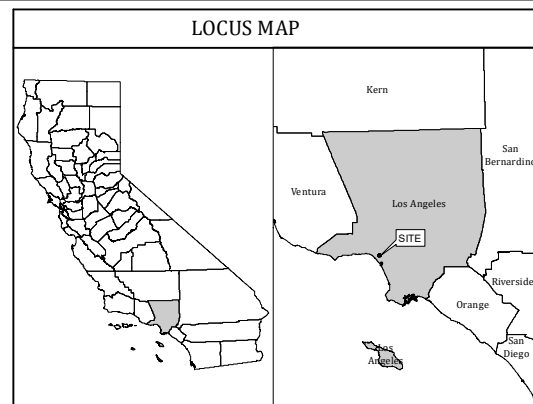 LOCUS MAP
Kern
San
Bernardino
Ventura
Los Angeles
SITE
Riverside
Orange
Los
Angeles
San
Diego